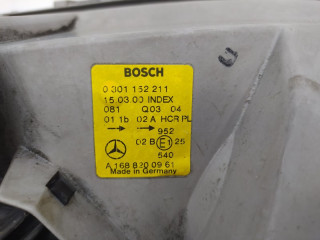 BOSCH
0 301 152 211
15 03 00 INDEX
081 Q03 04
01 1b 02 A HCR PL
952
02 B E1 25
540
A 168 820 09 61
Made in Germany